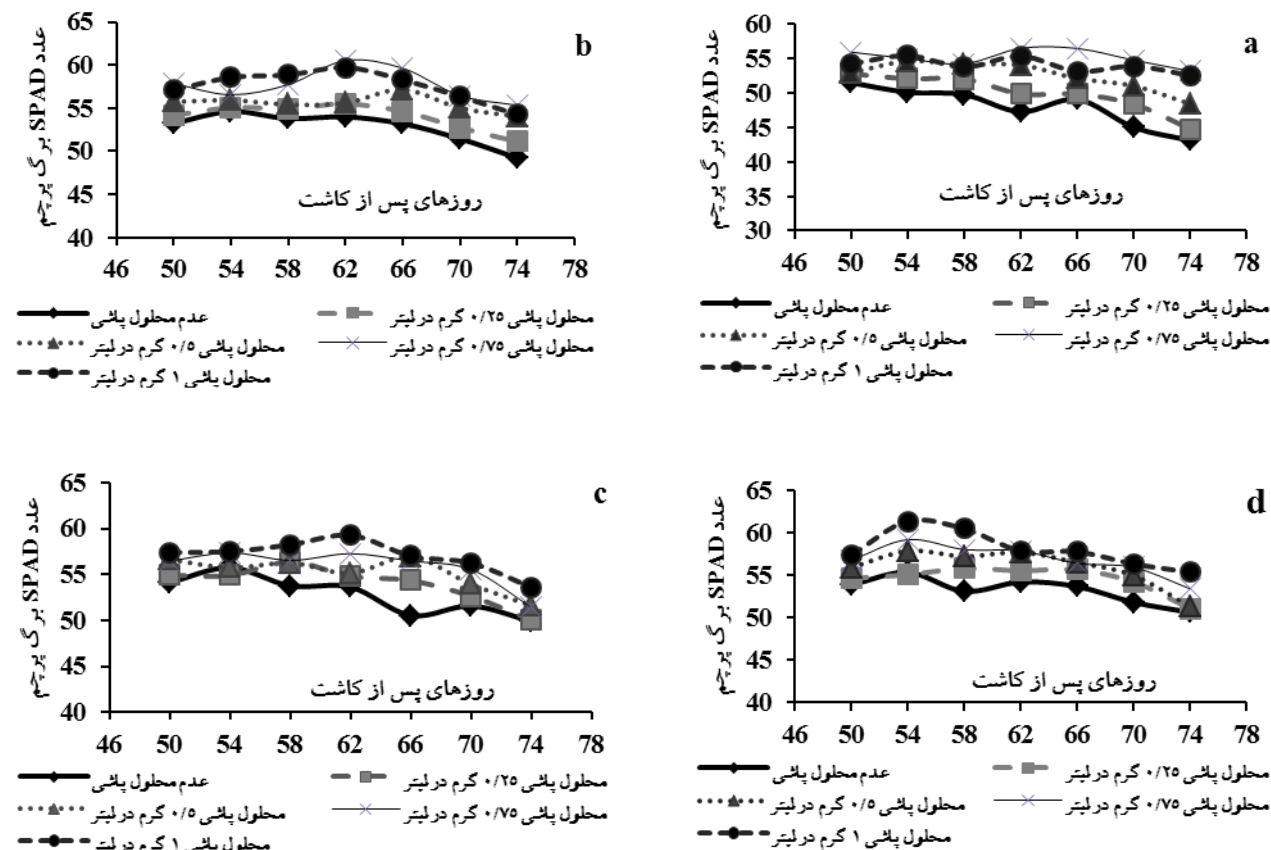 a
عدد SPAD برگ پرچم
60
55
50
45
40
35
30
روزهای پس از کاشت
46 50 54 58 62 66 70 74 78
عدم محلول پاشی
محلول پاشی ۰/۲۵ گرم در لیتر
محلول پاشی ۰/۵ گرم در لیتر
محلول پاشی ۰/۷۵ گرم در لیتر
محلول پاشی ۱ گرم در لیتر
b
عدد SPAD برگ پرچم
65
60
55
50
45
40
روزهای پس از کاشت
46 50 54 58 62 66 70 74 78
عدم محلول پاشی
محلول پاشی ۰/۲۵ گرم در لیتر
محلول پاشی ۰/۵ گرم در لیتر
محلول پاشی ۰/۷۵ گرم در لیتر
محلول پاشی ۱ گرم در لیتر
d
عدد SPAD برگ پرچم
65
60
55
50
45
40
روزهای پس از کاشت
46 50 54 58 62 66 70 74 78
عدم محلول پاشی
محلول پاشی ۰/۲۵ گرم در لیتر
محلول پاشی ۰/۵ گرم در لیتر
محلول پاشی ۰/۷۵ گرم در لیتر
محلول پاشی ۱ گرم در لیتر
c
عدد SPAD برگ پرچم
65
60
55
50
45
40
روزهای پس از کاشت
46 50 54 58 62 66 70 74 78
عدم محلول پاشی
محلول پاشی ۰/۲۵ گرم در لیتر
محلول پاشی ۰/۵ گرم در لیتر
محلول پاشی ۰/۷۵ گرم در لیتر
محلول پاشی ۱ گرم در لیتر